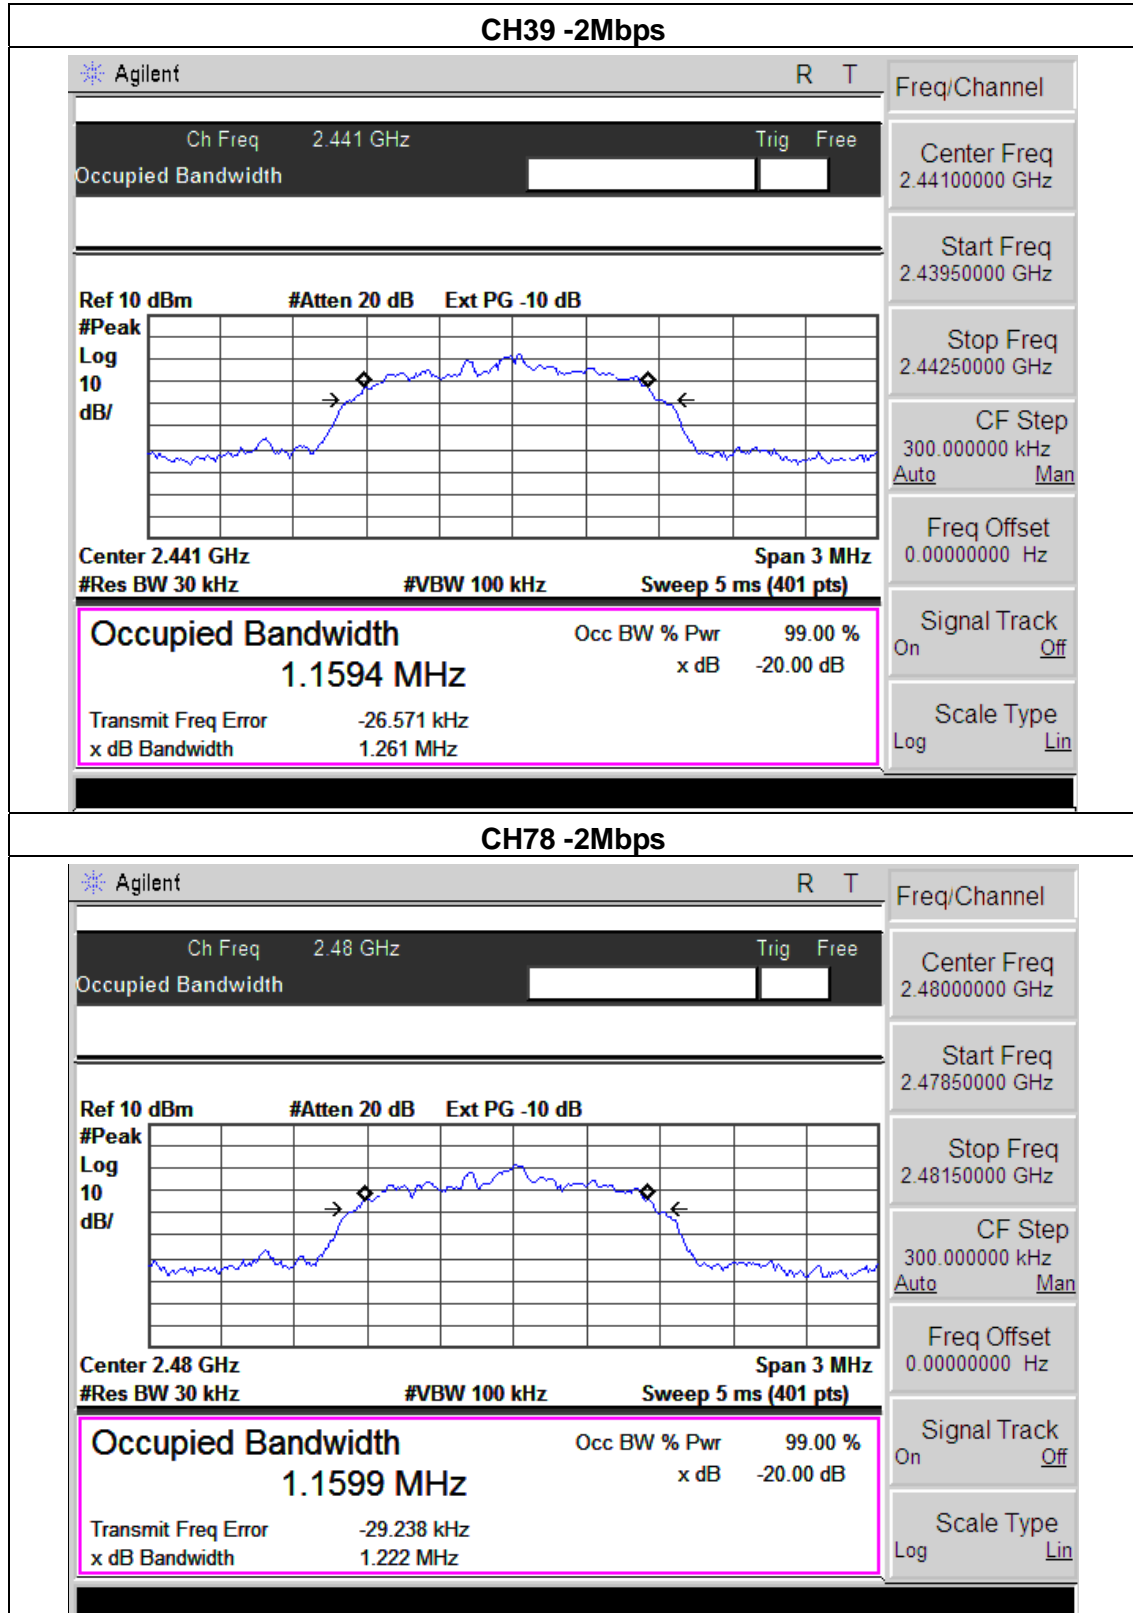 CH39 -2Mbps
Agilent R T
Freq/Channel
Ch Freq 2.441 GHz Trig Free
Occupied Bandwidth
Center Freq
2.44100000 GHz
Start Freq
2.43950000 GHz
Stop Freq
2.44250000 GHz
CF Step
300.000000 kHz
Auto Man
Freq Offset
0.00000000 Hz
Signal Track
On Off
Scale Type
Log Lin
Ref 10 dBm #Atten 20 dB Ext PG -10 dB
#Peak
Log
10
dB/
Center 2.441 GHz Span 3 MHz
#Res BW 30 kHz #VBW 100 kHz Sweep 5 ms (401 pts)
Occupied Bandwidth Occ BW % Pwr 99.00 %
1.1594 MHz x dB -20.00 dB
Transmit Freq Error -26.571 kHz
x dB Bandwidth 1.261 MHz
CH78 -2Mbps
Agilent R T
Freq/Channel
Ch Freq 2.48 GHz Trig Free
Occupied Bandwidth
Center Freq
2.48000000 GHz
Start Freq
2.47850000 GHz
Stop Freq
2.48150000 GHz
CF Step
300.000000 kHz
Auto Man
Freq Offset
0.00000000 Hz
Signal Track
On Off
Scale Type
Log Lin
Ref 10 dBm #Atten 20 dB Ext PG -10 dB
#Peak
Log
10
dB/
Center 2.48 GHz Span 3 MHz
#Res BW 30 kHz #VBW 100 kHz Sweep 5 ms (401 pts)
Occupied Bandwidth Occ BW % Pwr 99.00 %
1.1599 MHz x dB -20.00 dB
Transmit Freq Error -29.238 kHz
x dB Bandwidth 1.222 MHz